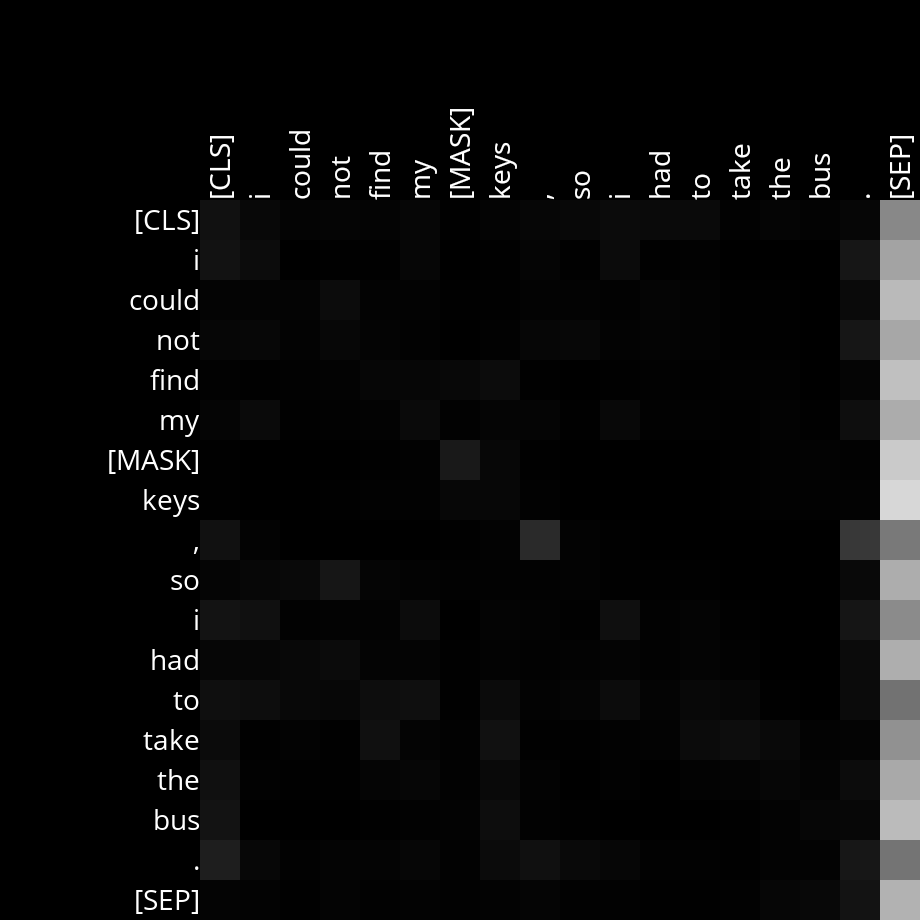 [CLS] i could not find my [MASK] keys , so i had to take the bus . [SEP]
[CLS]
i
could
not
find
my
[MASK]
keys
,
so
i
had
to
take
the
bus
.
[SEP]